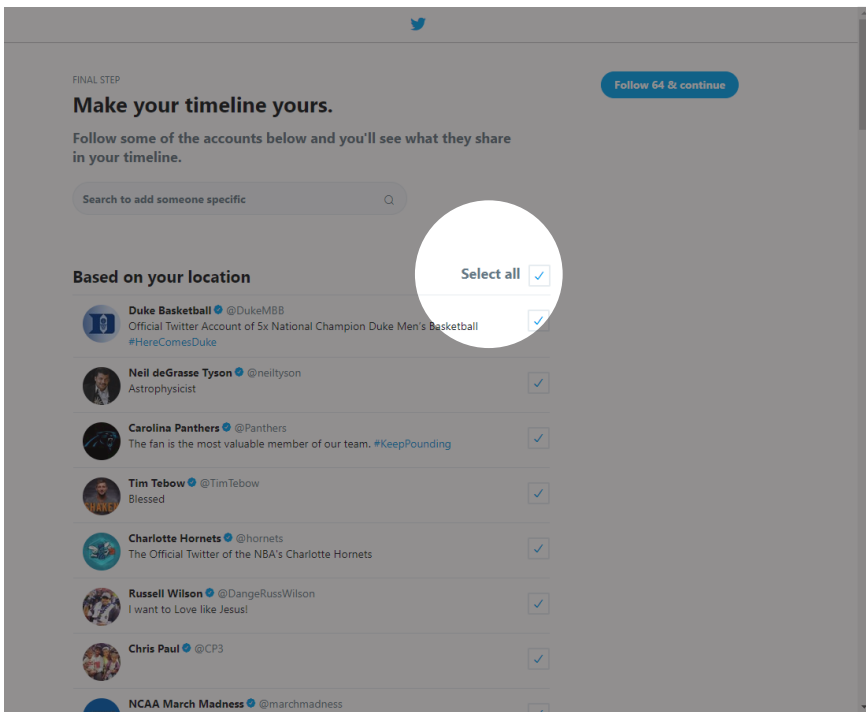 FINAL STEP
Follow 64 & continue
Make your timeline yours.
Follow some of the accounts below and you'll see what they share
in your timeline.
Search to add someone specific
Based on your location
Select all
Duke Basketball @DukeMBB
Official Twitter Account of 5x National Champion Duke Men's Basketball
#HereComesDuke
Neil deGrasse Tyson @neiltyson
Astrophysicist
Carolina Panthers @Panthers
The fan is the most valuable member of our team. #KeepPounding
Tim Tebow @TimTebow
Blessed
Charlotte Hornets @hornets
The Official Twitter of the NBA's Charlotte Hornets
Russell Wilson @DangeRussWilson
I want to Love like Jesus!
Chris Paul @CP3
NCAA March Madness @marchmadness